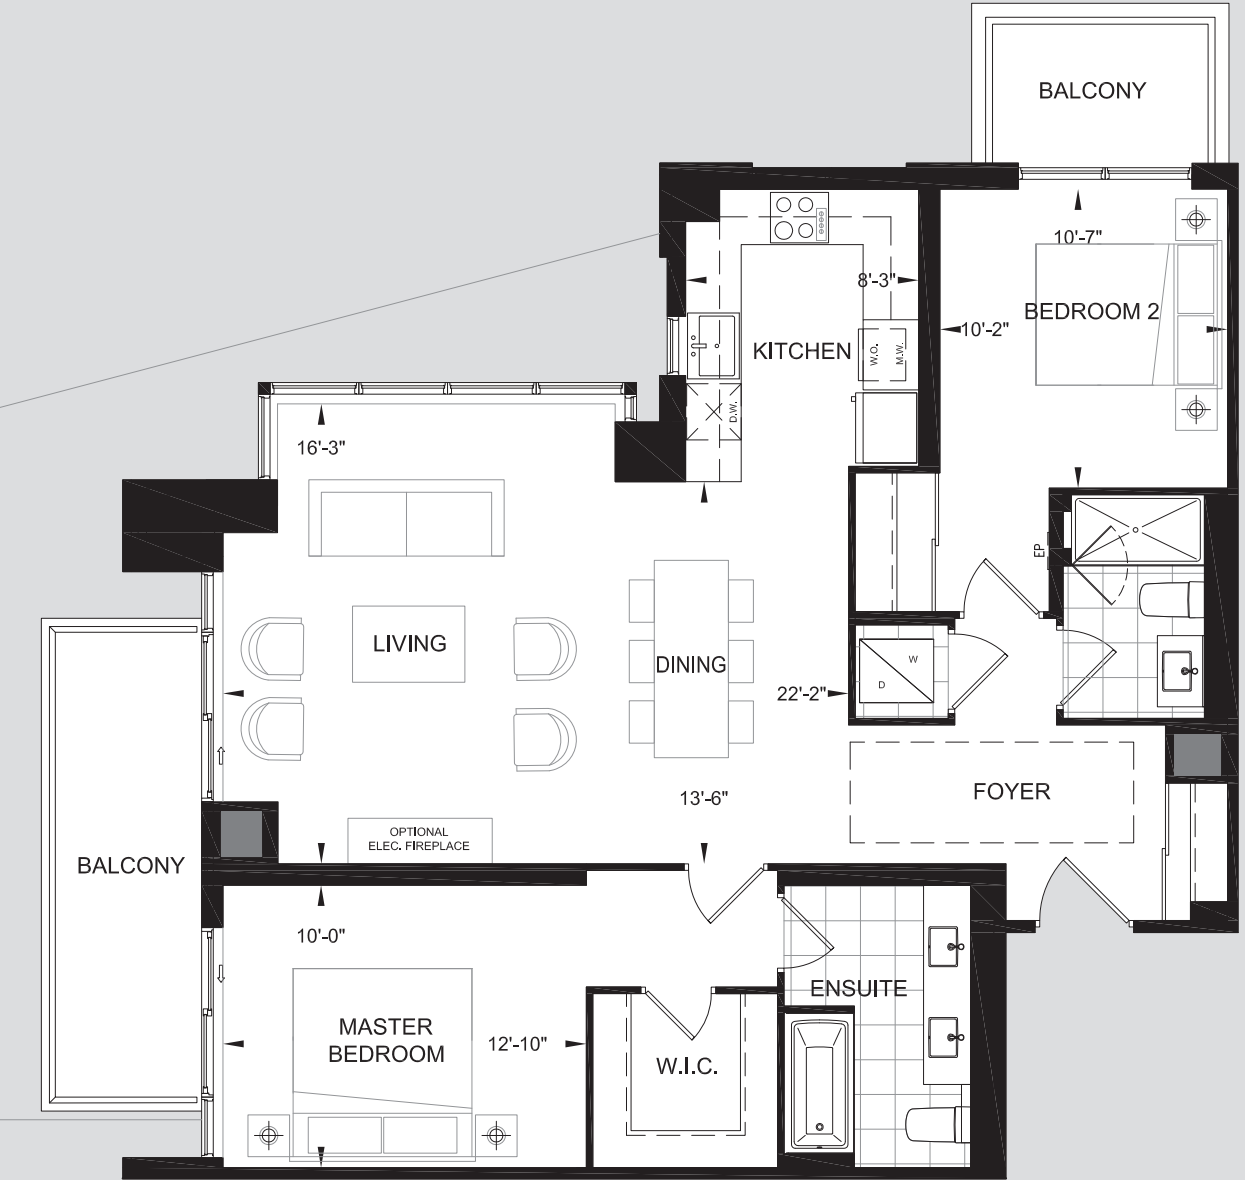 BALCONY
10'-7"
8'-3"
BEDROOM 2
10'-2"
KITCHEN
W.O.
M.W.
D.W.
16'-3"
EP
LIVING
DINING
W
D
22'-2"
FOYER
13'-6"
OPTIONAL
ELEC. FIREPLACE
BALCONY
10'-0"
ENSUITE
MASTER
BEDROOM
12'-10"
W.I.C.